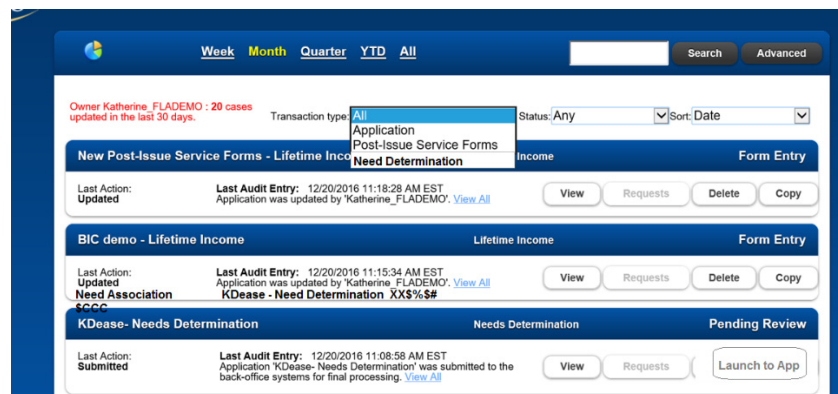 Week Month Quarter YTD All Search Advanced
Owner Katherine_FLADEMO : 20 cases
updated in the last 30 days.
Transaction type: All Status: Any Sort: Date
Application
Post-Issue Service Forms
Need Determination
New Post-Issue Service Forms - Lifetime Inco Income Form Entry
Last Action: Last Audit Entry: 12/20/2016 11:18:28 AM EST
Updated Application was updated by 'Katherine_FLADEMO'. View All View Requests Delete Copy
BIC demo - Lifetime Income Lifetime Income Form Entry
Last Action: Last Audit Entry: 12/20/2016 11:15:34 AM EST
Updated Application was updated by 'Katherine_FLADEMO'. View All View Requests Delete Copy
Need Association KDease - Need Determination XX$%$#
$CCC
KDease- Needs Determination Needs Determination Pending Review
Last Action: Last Audit Entry: 12/20/2016 11:08:58 AM EST
Submitted Application 'KDease- Needs Determination' was submitted to the View Requests Launch to App
back-office systems for final processing. View All